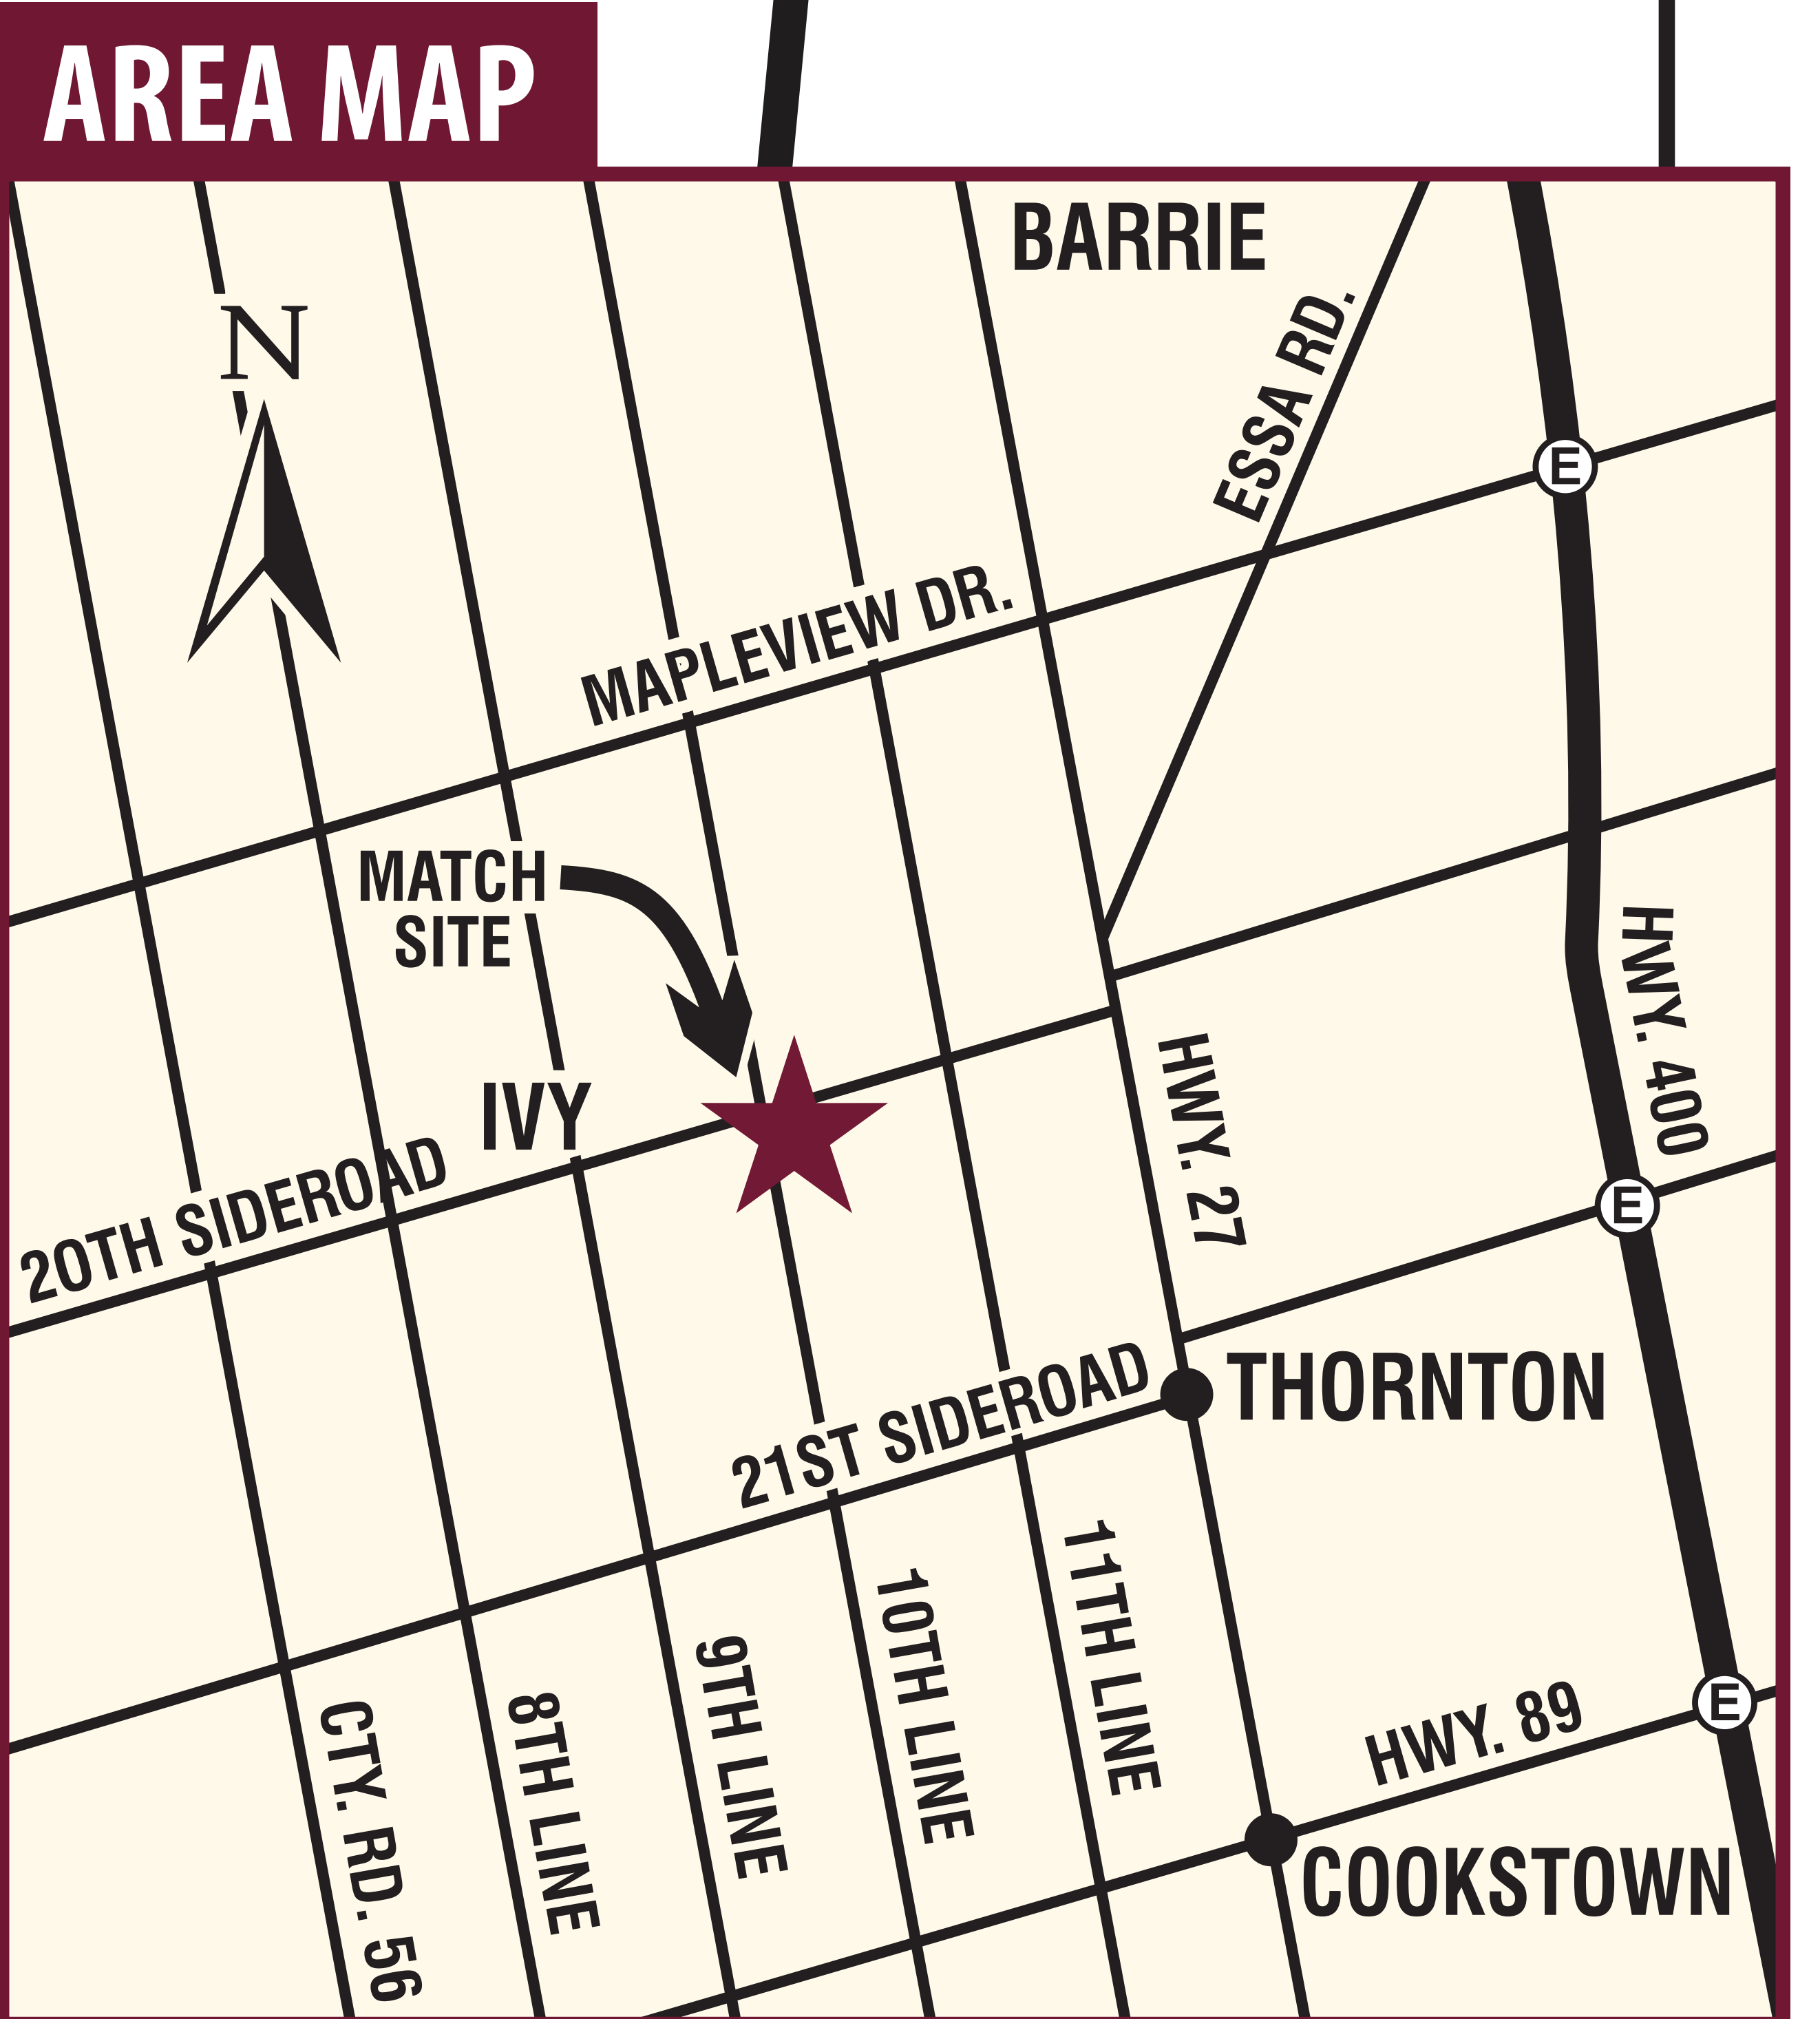 AREA MAP
BARRIE
N
ESSA RD.
E
MAPLEVIEW DR.
MATCH
SITE
HWY. 400
HWY. 27
IVY
20TH SIDEROAD
E
THORNTON
21ST SIDEROAD
11TH LINE
10TH LINE
9TH LINE
8TH LINE
CTY. RD. 56
HWY. 89
E
COOKSTOWN